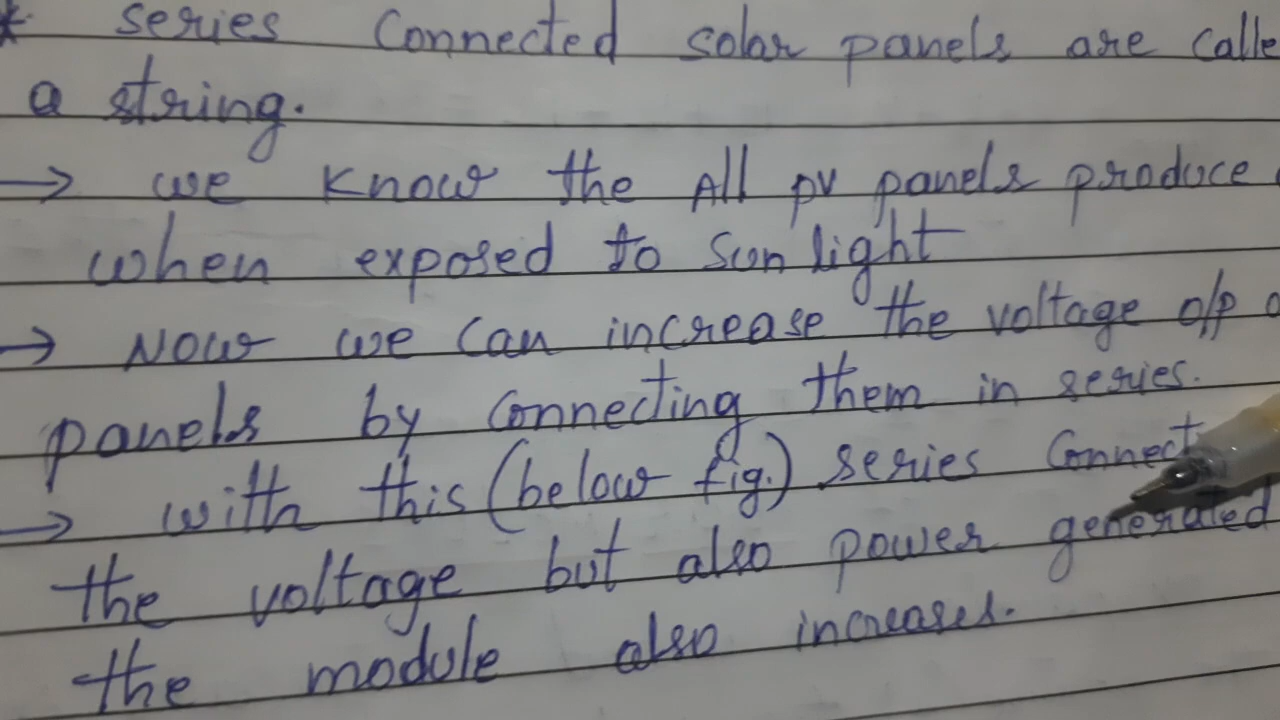 * series Connected solar panels are calle
a string.
→ we know the All pv panels produce
when exposed to sun light
→ Now we can increase the voltage o/p o
panels by connecting them in series.
→ with this (below fig.) series Connect
the voltage but also power generated
the module also increases.